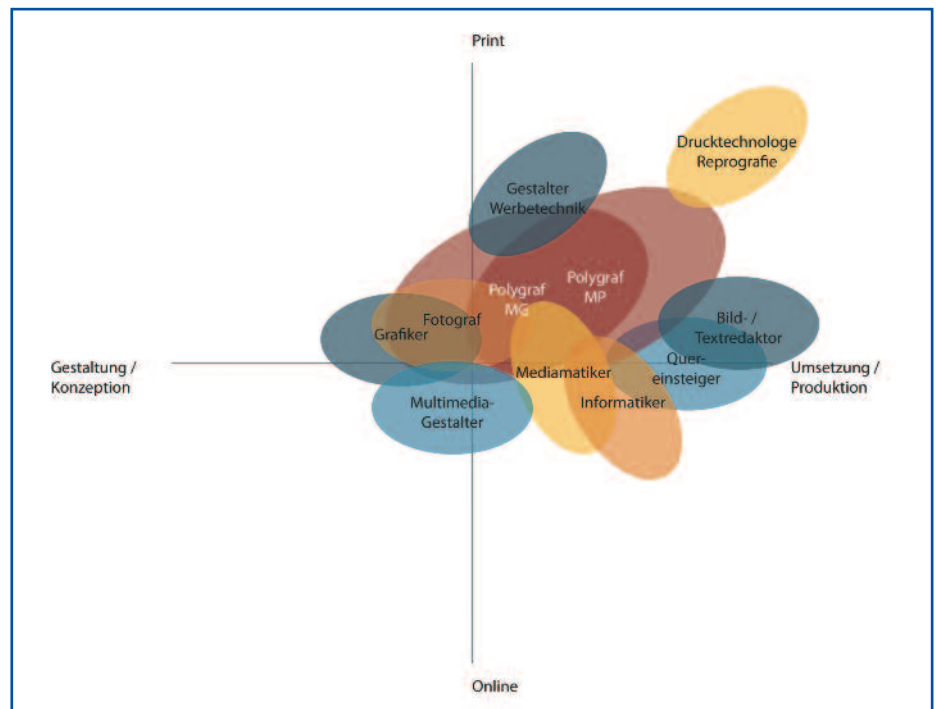 Print
Drucktechnologe
Reprografie
Gestalter
Werbetechnik
Polygraf
MG
Polygraf
MP
Grafiker
Fotograf
Bild- /
Textredaktor
Quer-
einsteiger
Gestaltung /
Konzeption
Umsetzung /
Produktion
Mediamatiker
Informatiker
Multimedia-
Gestalter
Online